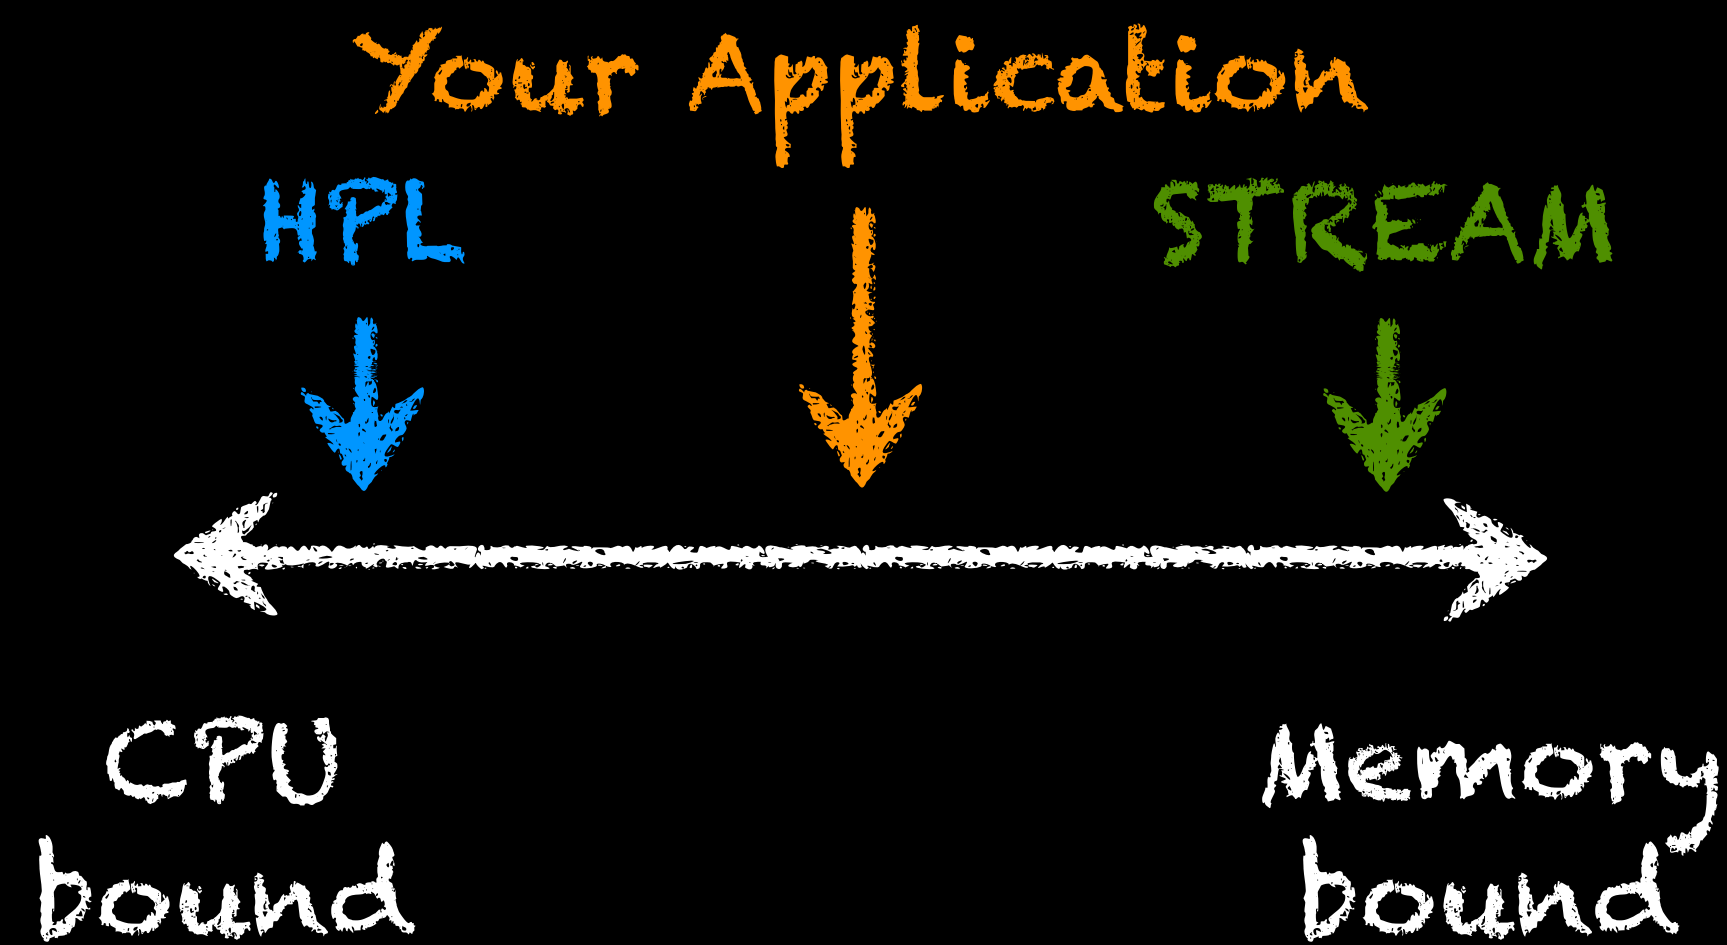 Your Application
HPL
STREAM
CPU
bound
Memory
bound